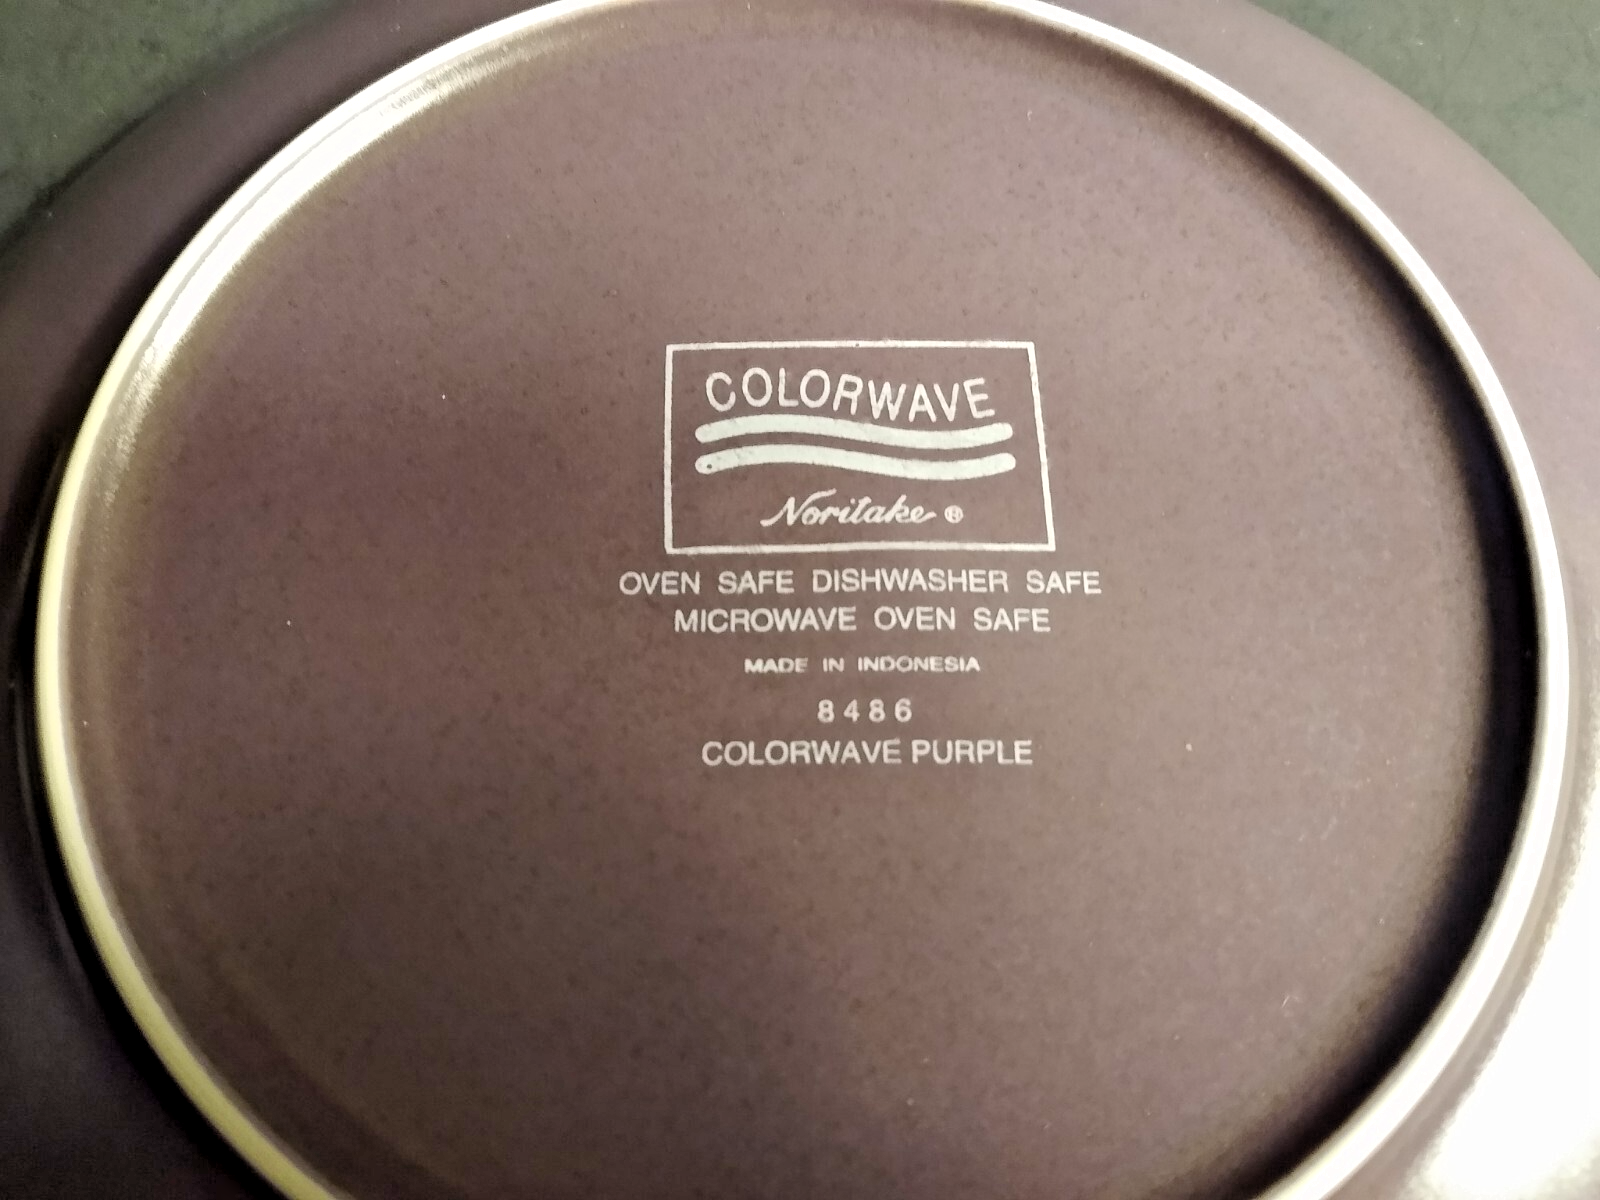 COLORWAVE
Noritake ®
OVEN SAFE DISHWASHER SAFE
MICROWAVE OVEN SAFE
MADE IN INDONESIA
8486
COLORWAVE PURPLE